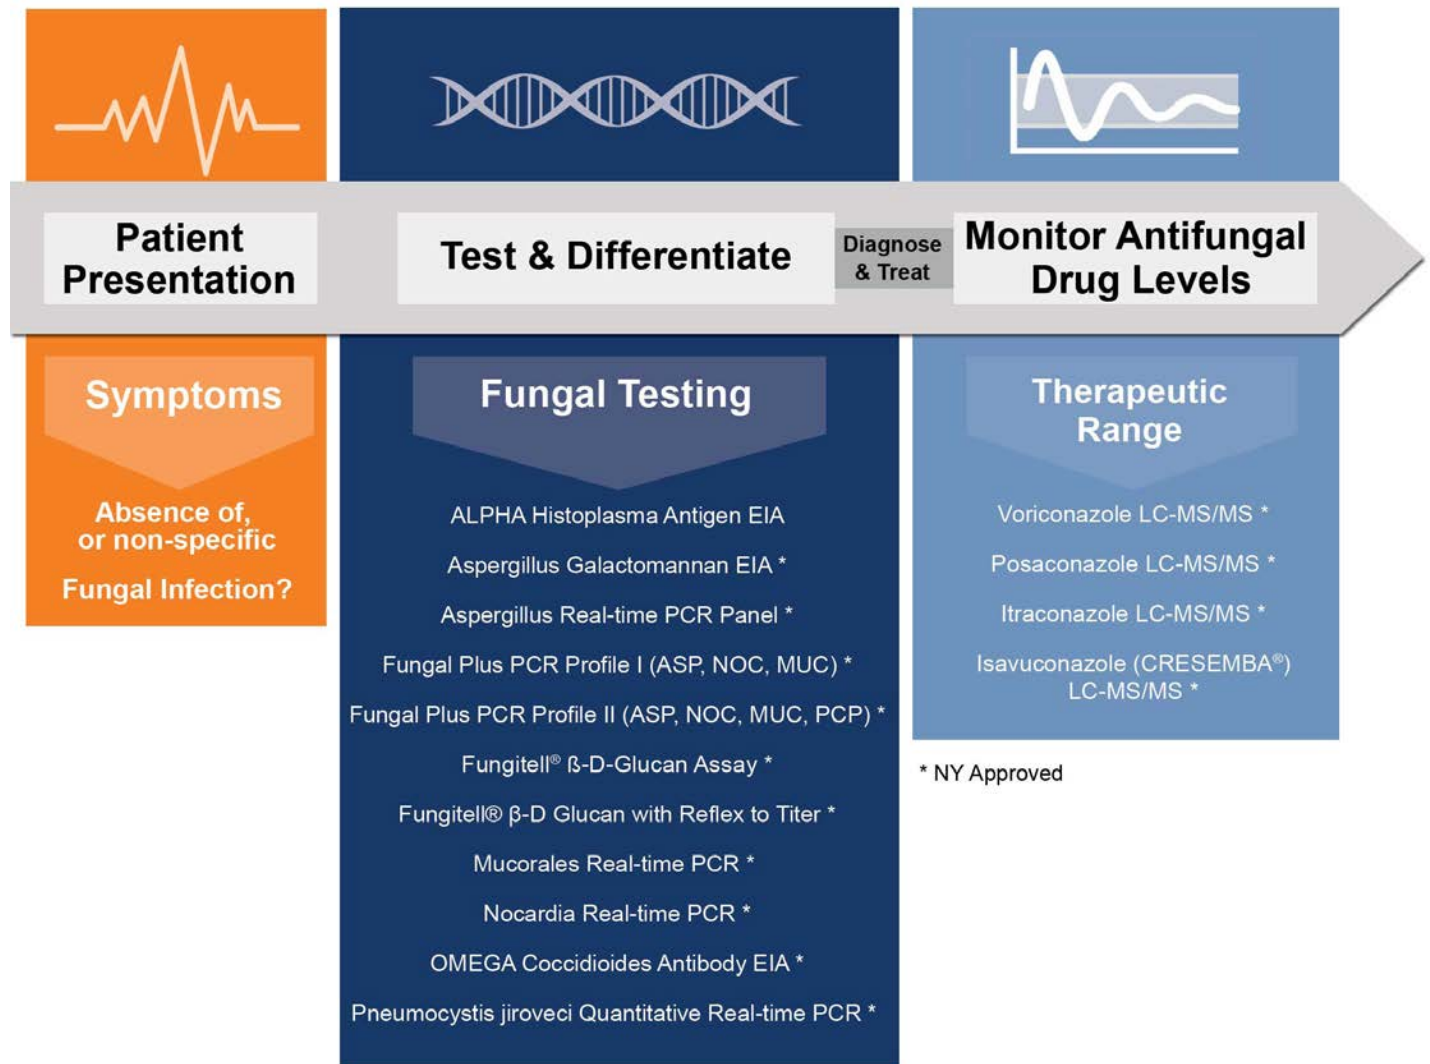 Patient
Presentation
Test & Differentiate
Diagnose
& Treat
Monitor Antifungal
Drug Levels
Symptoms
Absence of,
or non-specific
Fungal Infection?
Fungal Testing
ALPHA Histoplasma Antigen EIA
Aspergillus Galactomannan EIA *
Aspergillus Real-time PCR Panel *
Fungal Plus PCR Profile I (ASP, NOC, MUC) *
Fungal Plus PCR Profile II (ASP, NOC, MUC, PCP) *
Fungitell® ß-D-Glucan Assay *
Fungitell® β-D Glucan with Reflex to Titer *
Mucorales Real-time PCR *
Nocardia Real-time PCR *
OMEGA Coccidioides Antibody EIA *
Pneumocystis jiroveci Quantitative Real-time PCR *
Therapeutic
Range
Voriconazole LC-MS/MS *
Posaconazole LC-MS/MS *
Itraconazole LC-MS/MS *
Isavuconazole (CRESEMBA®)
LC-MS/MS *
* NY Approved